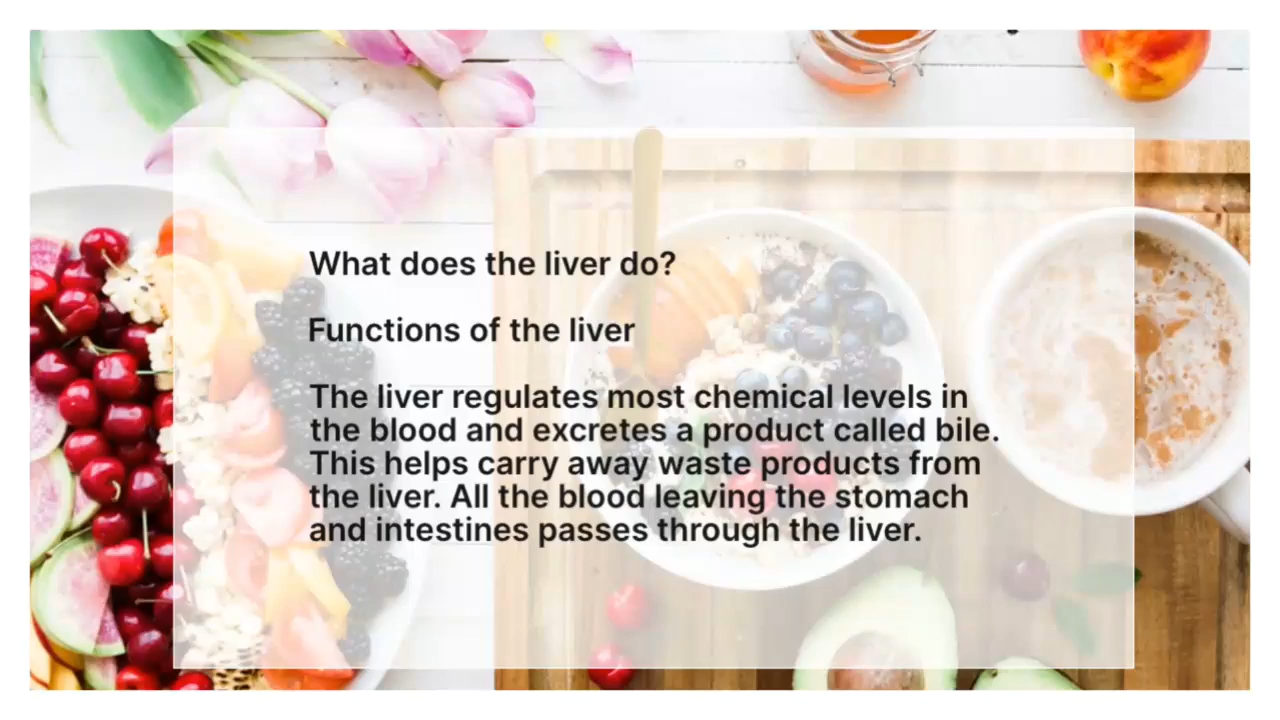 What does the liver do?
Functions of the liver
The liver regulates most chemical levels in
the blood and excretes a product called bile.
This helps carry away waste products from
the liver. All the blood leaving the stomach
and intestines passes through the liver.